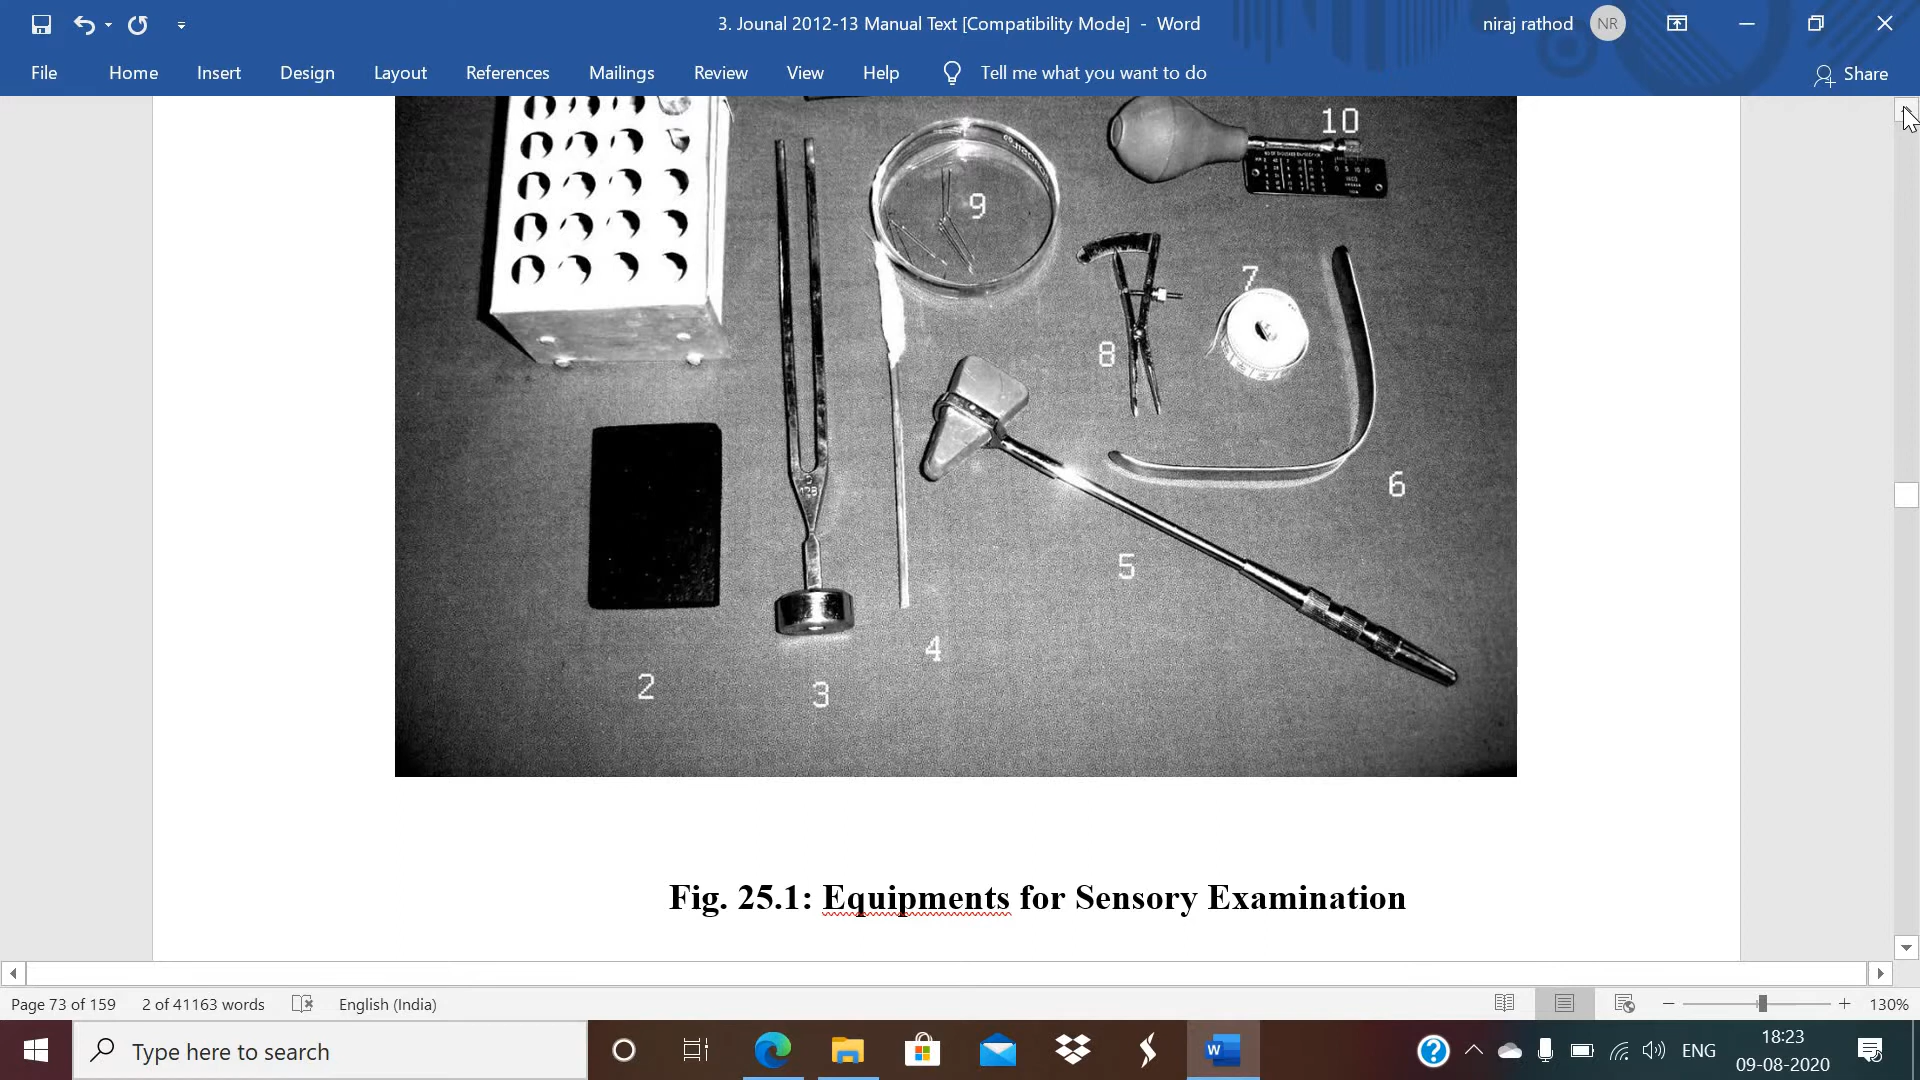 3. Jounal 2012-13 Manual Text [Compatibility Mode] - Word
niraj rathod
NR
File
Home
Insert
Design
Layout
References
Mailings
Review
View
Help
Tell me what you want to do
Share
10
9
7
8
6
128
5
4
2
3
Fig. 25.1: Equipments for Sensory Examination
Page 73 of 159
2 of 41163 words
English (India)
130%
Type here to search
W
ENG
18:23
09-08-2020